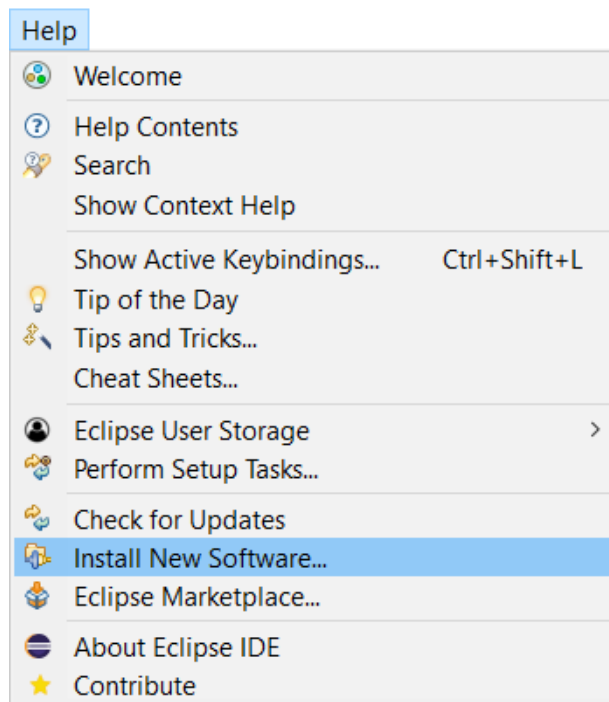 Help
Welcome
Help Contents
Search
Show Context Help
Show Active Keybindings... Ctrl+Shift+L
Tip of the Day
Tips and Tricks...
Cheat Sheets...
Eclipse User Storage
Perform Setup Tasks...
Check for Updates
Install New Software...
Eclipse Marketplace...
About Eclipse IDE
Contribute